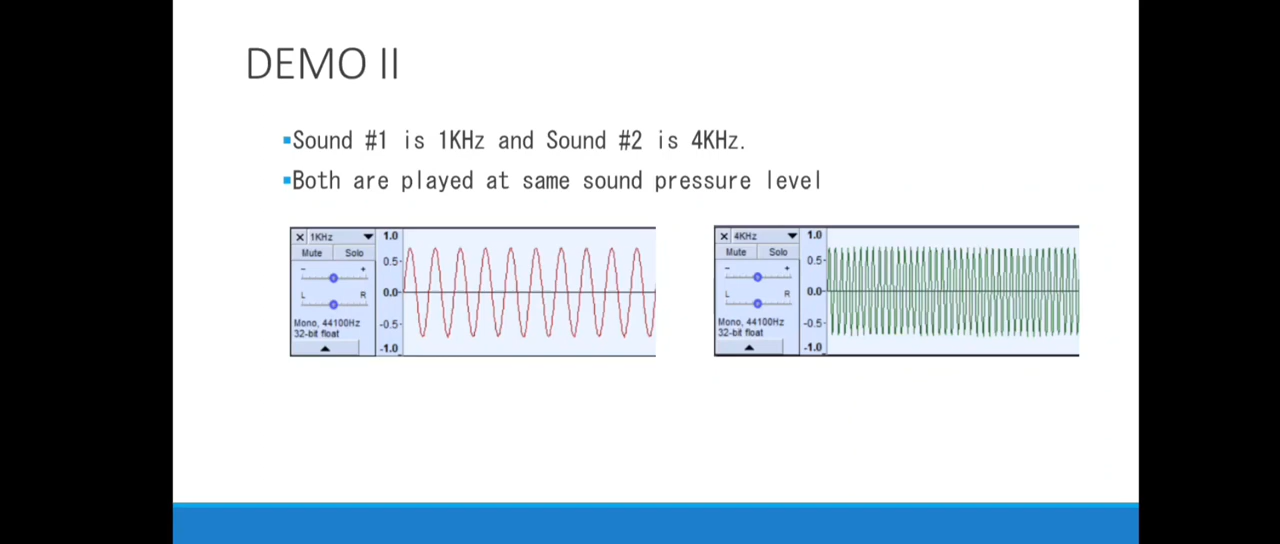 DEMO II
▪Sound #1 is 1KHz and Sound #2 is 4KHz.
▪Both are played at same sound pressure level
× 1KHz ▼ 1.0
Mute Solo
0.5
- +
0.0
L R
Mono, 44100Hz -0.5
32-bit float
▲ -1.0
× 4KHz ▼ 1.0
Mute Solo
0.5
- +
0.0
L R
Mono, 44100Hz -0.5
32-bit float
▲ -1.0